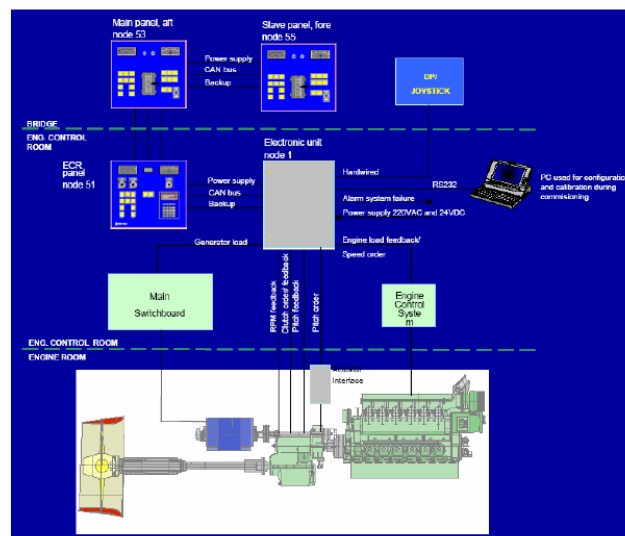 Main panel, aft
node 53
Slave panel, fore
node 55
Power supply
CAN bus
Backup
DP/
JOYSTICK
BRIDGE
ENG. CONTROL
ROOM
Electronic unit
node 1
ECR,
panel
node 51
Power supply
CAN bus
Backup
Hardwired
RS232
PC used for configuration
and calibration during
commisioning
Alarm system failure
Power supply 220VAC and 24VDC
Generator load
Engine load feedback/
Speed order
Main
Switchboard
RPM feedback
Clutch order/ feedback
Pitch feedback
Pitch order
Engine
Control
Syste
m
ENG. CONTROL ROOM
ENGINE ROOM
Interface